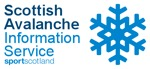 Scottish
Avalanche
Information
Service
sportscotland